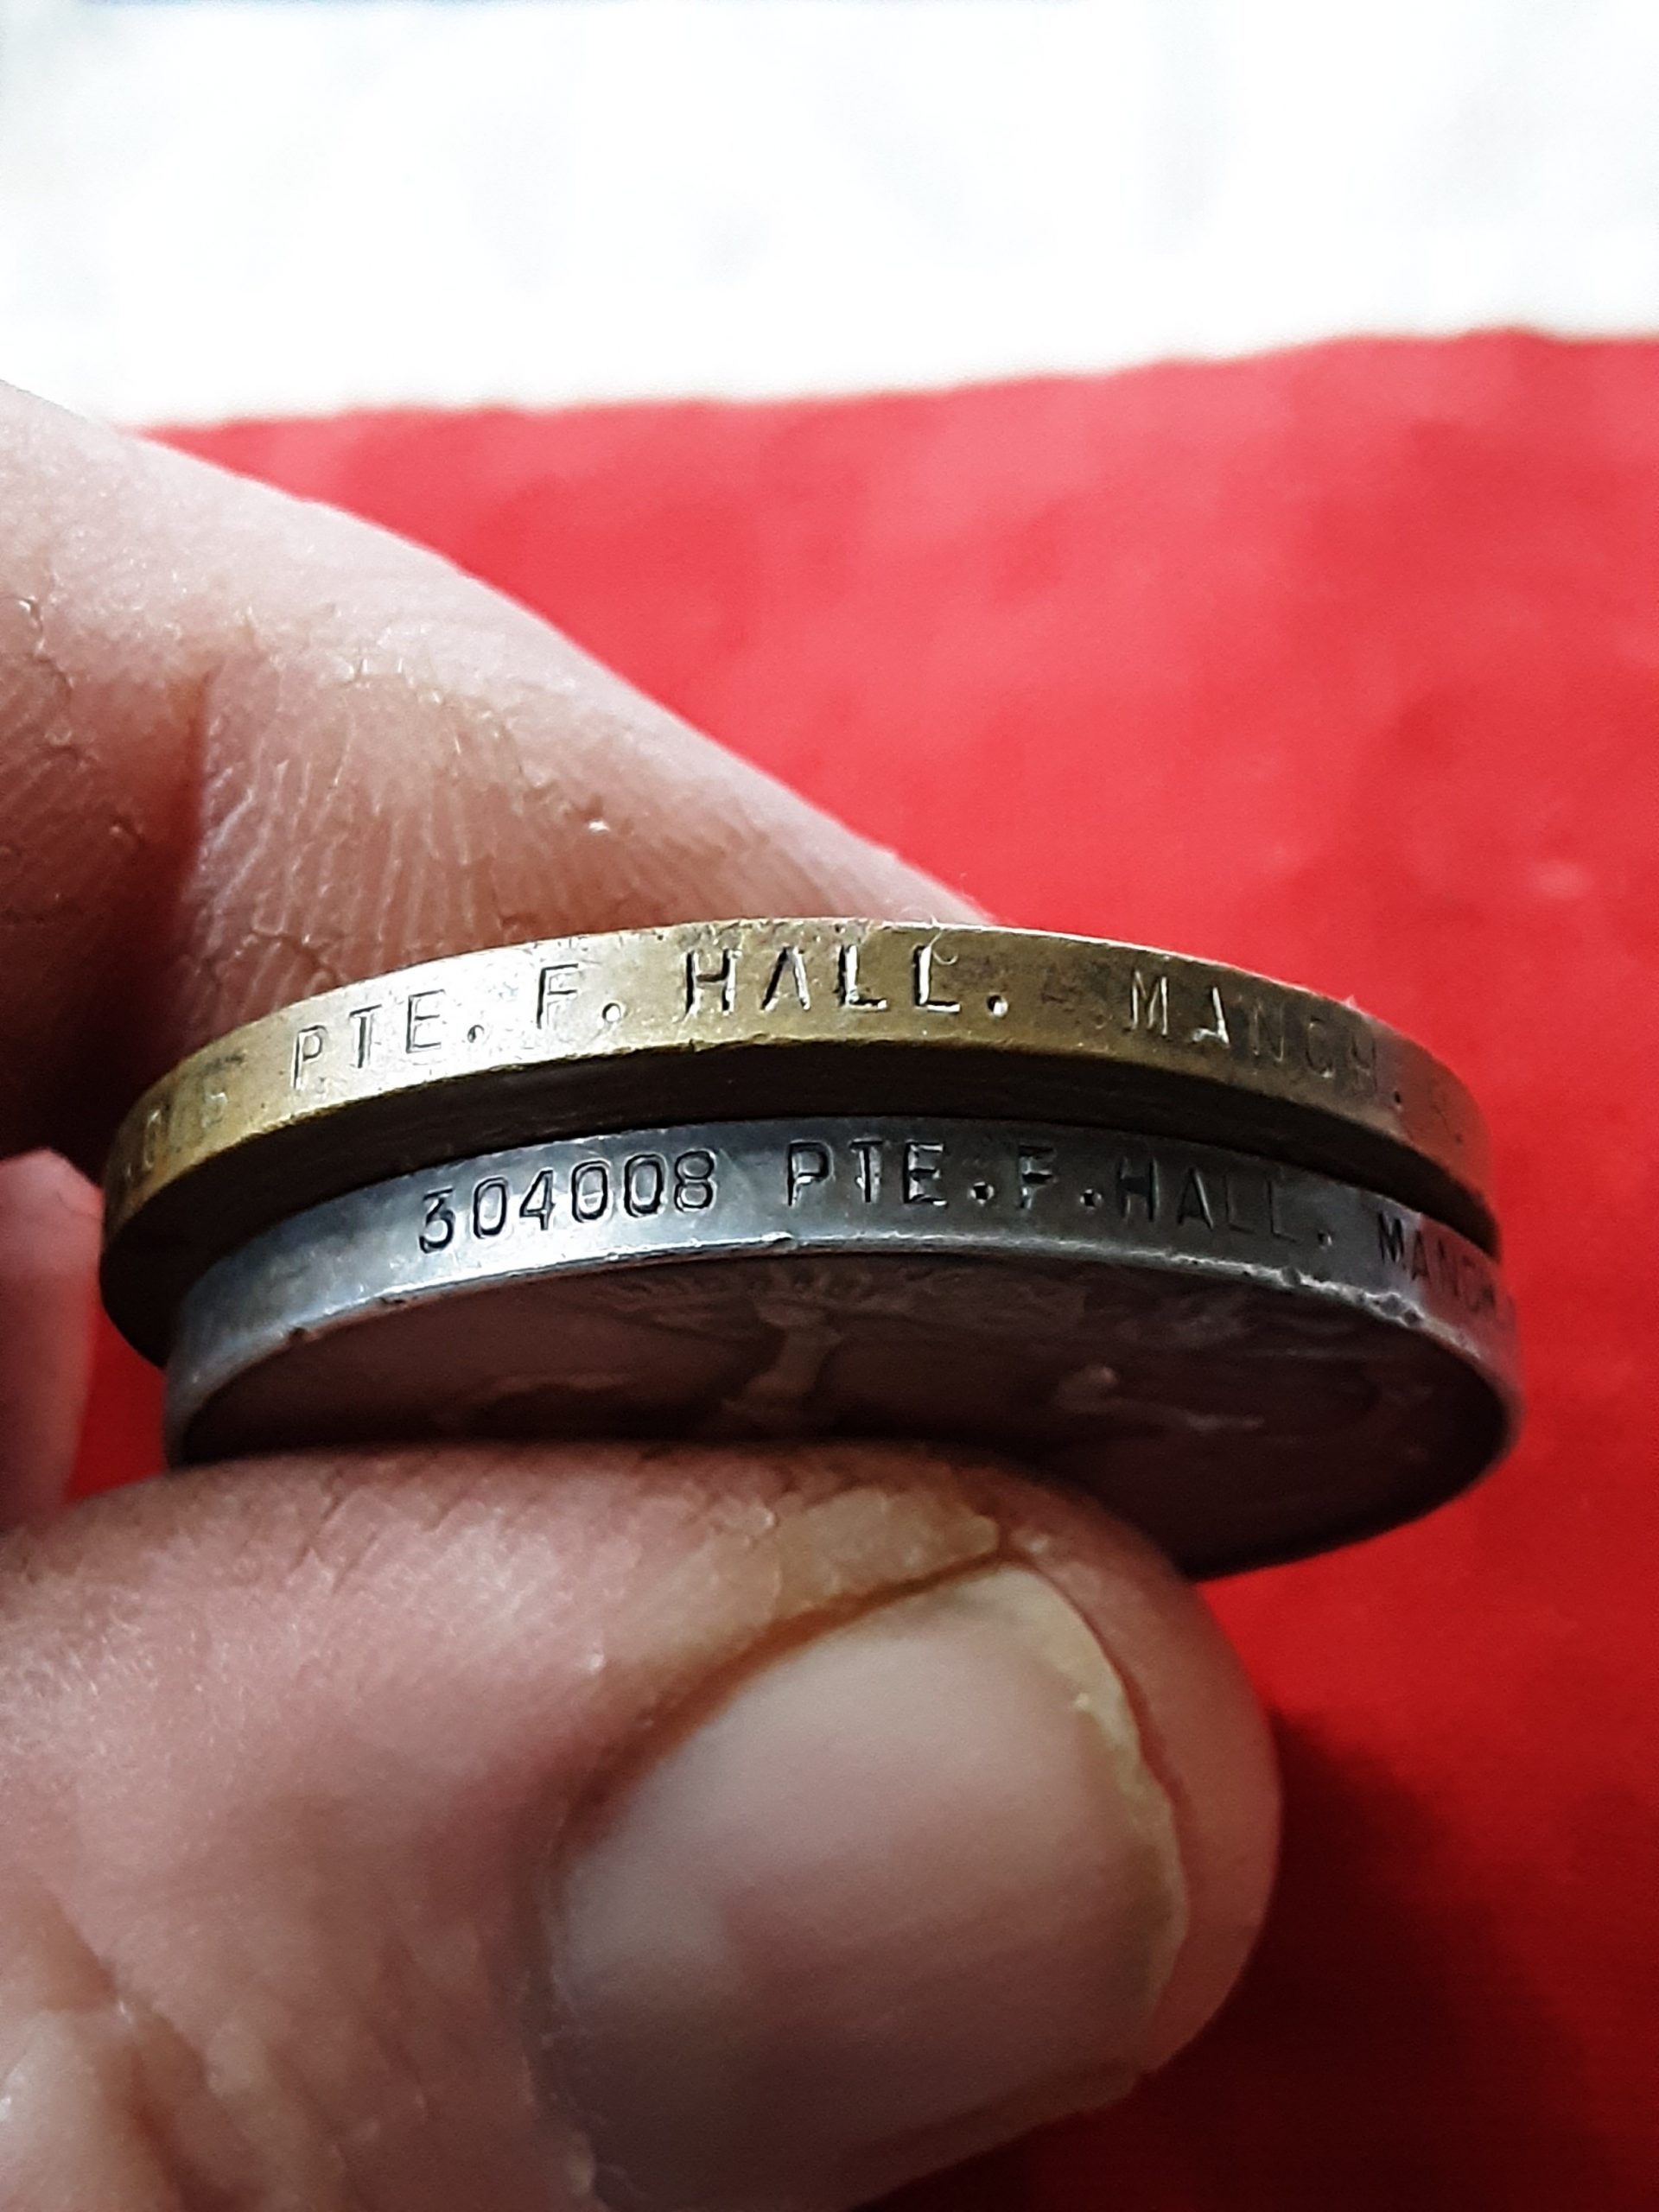 PTE. F. HALL. MANCH.
304008 PTE. F. HALL. MANCH.